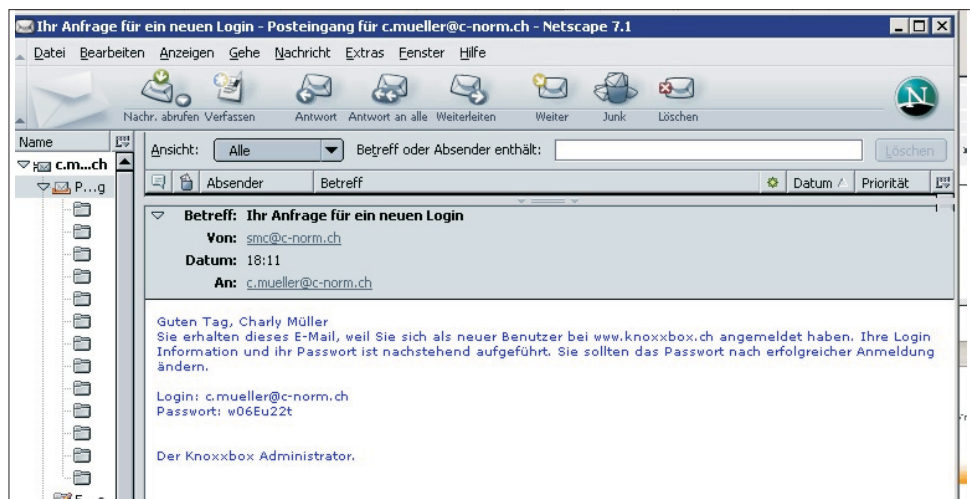 Ihr Anfrage für ein neuen Login - Posteingang für c.mueller@c-norm.ch - Netscape 7.1
Datei Bearbeiten Anzeigen Gehe Nachricht Extras Fenster Hilfe
Nachr. abrufen Verfassen Antwort Antwort an alle Weiterleiten Weiter Junk Löschen
N
Name
Ansicht: Alle Betreff oder Absender enthält: Löschen
c.m...ch
P...g
Absender Betreff Datum Priorität
Betreff: Ihr Anfrage für ein neuen Login
Von: smc@c-norm.ch
Datum: 18:11
An: c.mueller@c-norm.ch
Guten Tag, Charly Müller
Sie erhalten dieses E-Mail, weil Sie sich als neuer Benutzer bei www.knoxxbox.ch angemeldet haben. Ihre Login
Information und ihr Passwort ist nachstehend aufgeführt. Sie sollten das Passwort nach erfolgreicher Anmeldung
ändern.
Login: c.mueller@c-norm.ch
Passwort: w06Eu22t
Der Knoxxbox Administrator.